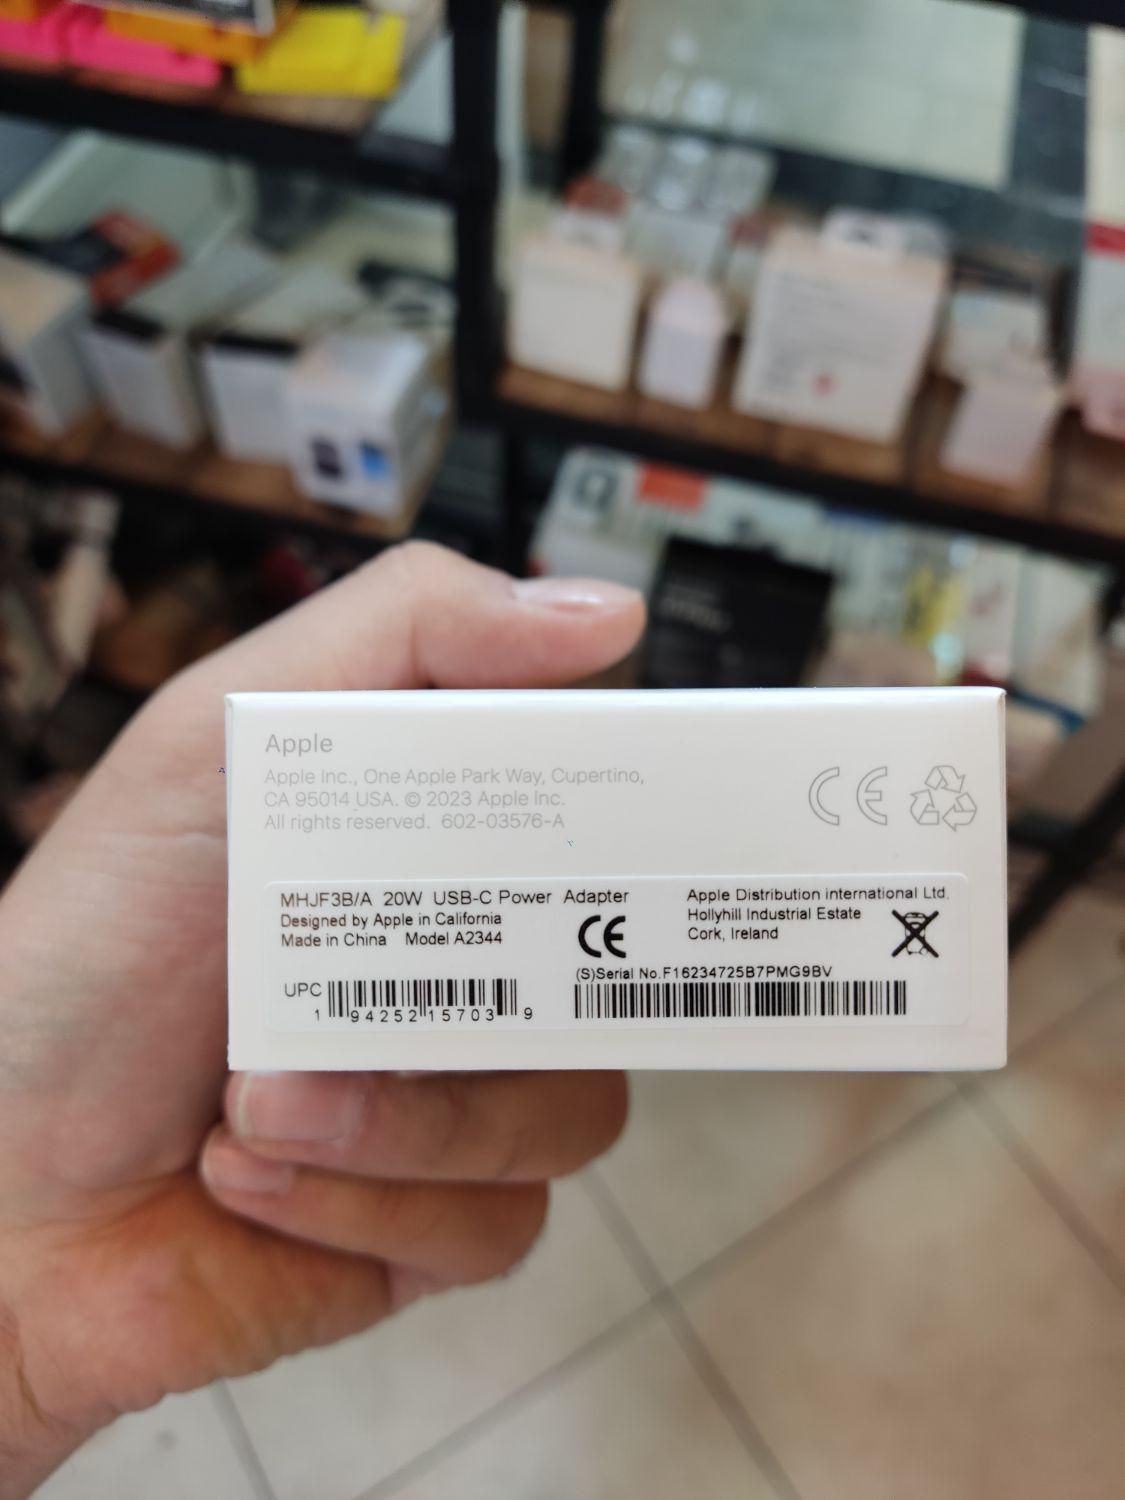 Apple
Apple Inc., One Apple Park Way, Cupertino,
CA 95014 USA. © 2023 Apple Inc.
All rights reserved. 602-03576-A
CE
MHJF3B/A 20W USB-C Power Adapter
Designed by Apple in California
Made in China Model A2344
CE
Apple Distribution international Ltd.
Hollyhill Industrial Estate
Cork, Ireland
UPC
1 94252 15703 9
(S)Serial No.F16234725B7PMG9BV